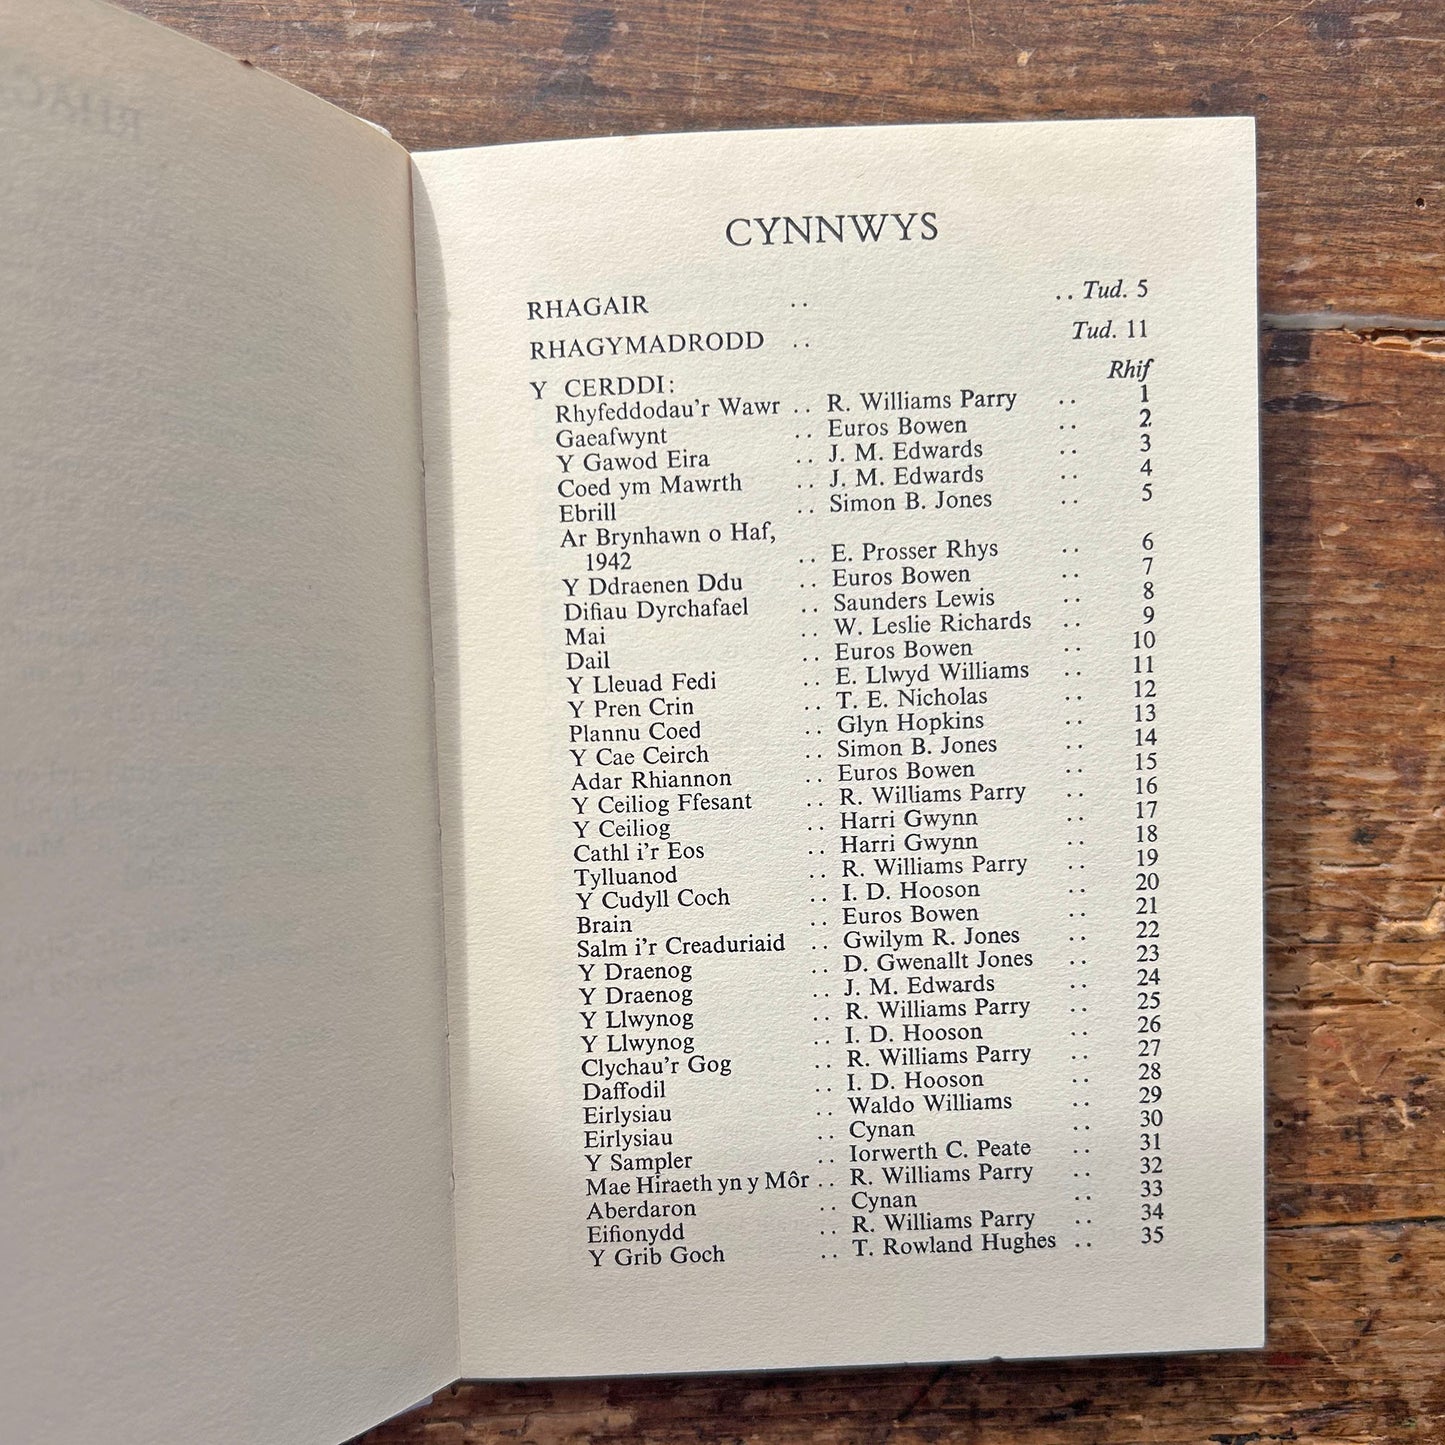 CYNNWYS
RHAGAIR .. .. Tud. 5
RHAGYMADRODD .. Tud. 11
Y CERDDI: Rhif
Rhyfeddodau'r Wawr .. R. Williams Parry .. 1
Gaeafwynt .. Euros Bowen .. 2
Y Gawod Eira .. J. M. Edwards .. 3
Coed ym Mawrth .. J. M. Edwards .. 4
Ebrill .. Simon B. Jones .. 5
Ar Brynhawn o Haf,
1942 .. E. Prosser Rhys .. 6
Y Ddraenen Ddu .. Euros Bowen .. 7
Difiau Dyrchafael .. Saunders Lewis .. 8
Mai .. W. Leslie Richards .. 9
Dail .. Euros Bowen .. 10
Y Lleuad Fedi .. E. Llwyd Williams .. 11
Y Pren Crin .. T. E. Nicholas .. 12
Plannu Coed .. Glyn Hopkins .. 13
Y Cae Ceirch .. Simon B. Jones .. 14
Adar Rhiannon .. Euros Bowen .. 15
Y Ceiliog Ffesant .. R. Williams Parry .. 16
Y Ceiliog .. Harri Gwynn .. 17
Cathl i'r Eos .. Harri Gwynn .. 18
Tylluanod .. R. Williams Parry .. 19
Y Cudyll Coch .. I. D. Hooson .. 20
Brain .. Euros Bowen .. 21
Salm i'r Creaduriaid .. Gwilym R. Jones .. 22
Y Draenog .. D. Gwenallt Jones .. 23
Y Draenog .. J. M. Edwards .. 24
Y Llwynog .. R. Williams Parry .. 25
Y Llwynog .. I. D. Hooson .. 26
Clychau'r Gog .. R. Williams Parry .. 27
Daffodil .. I. D. Hooson .. 28
Eirlysiau .. Waldo Williams .. 29
Eirlysiau .. Cynan .. 30
Y Sampler .. Iorwerth C. Peate .. 31
Mae Hiraeth yn y Môr .. R. Williams Parry .. 32
Aberdaron .. Cynan .. 33
Eifionydd .. R. Williams Parry .. 34
Y Grib Goch .. T. Rowland Hughes .. 35